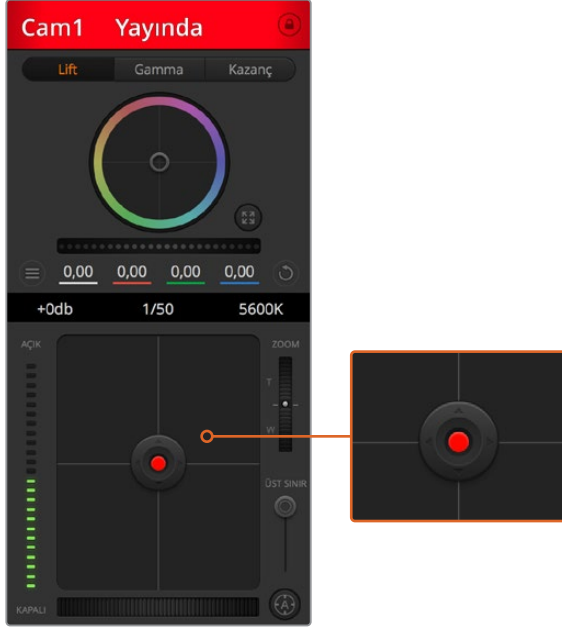 Cam1 Yayında
Lift Gamma Kazanç
0,00 0,00 0,00 0,00
+0db 1/50 5600K
AÇIK ZOOM
T
W
ÜST SINIR
KAPALI A